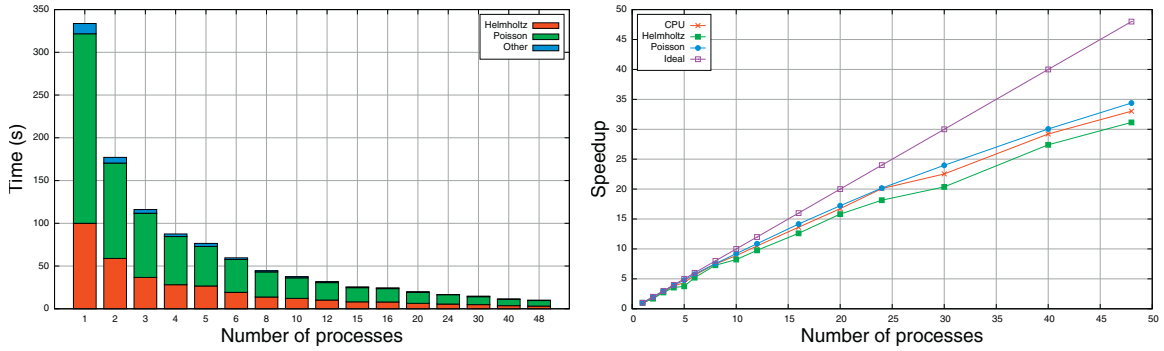 350
300
250
200
150
100
50
0
Time (s)
Helmholtz
Poisson
Other
1 2 3 4 5 6 8 10 12 15 16 20 24 30 40 48
Number of processes
50
45
40
35
30
25
20
15
10
5
0
Speedup
CPU
Helmholtz
Poisson
Ideal
0 5 10 15 20 25 30 35 40 45 50
Number of processes